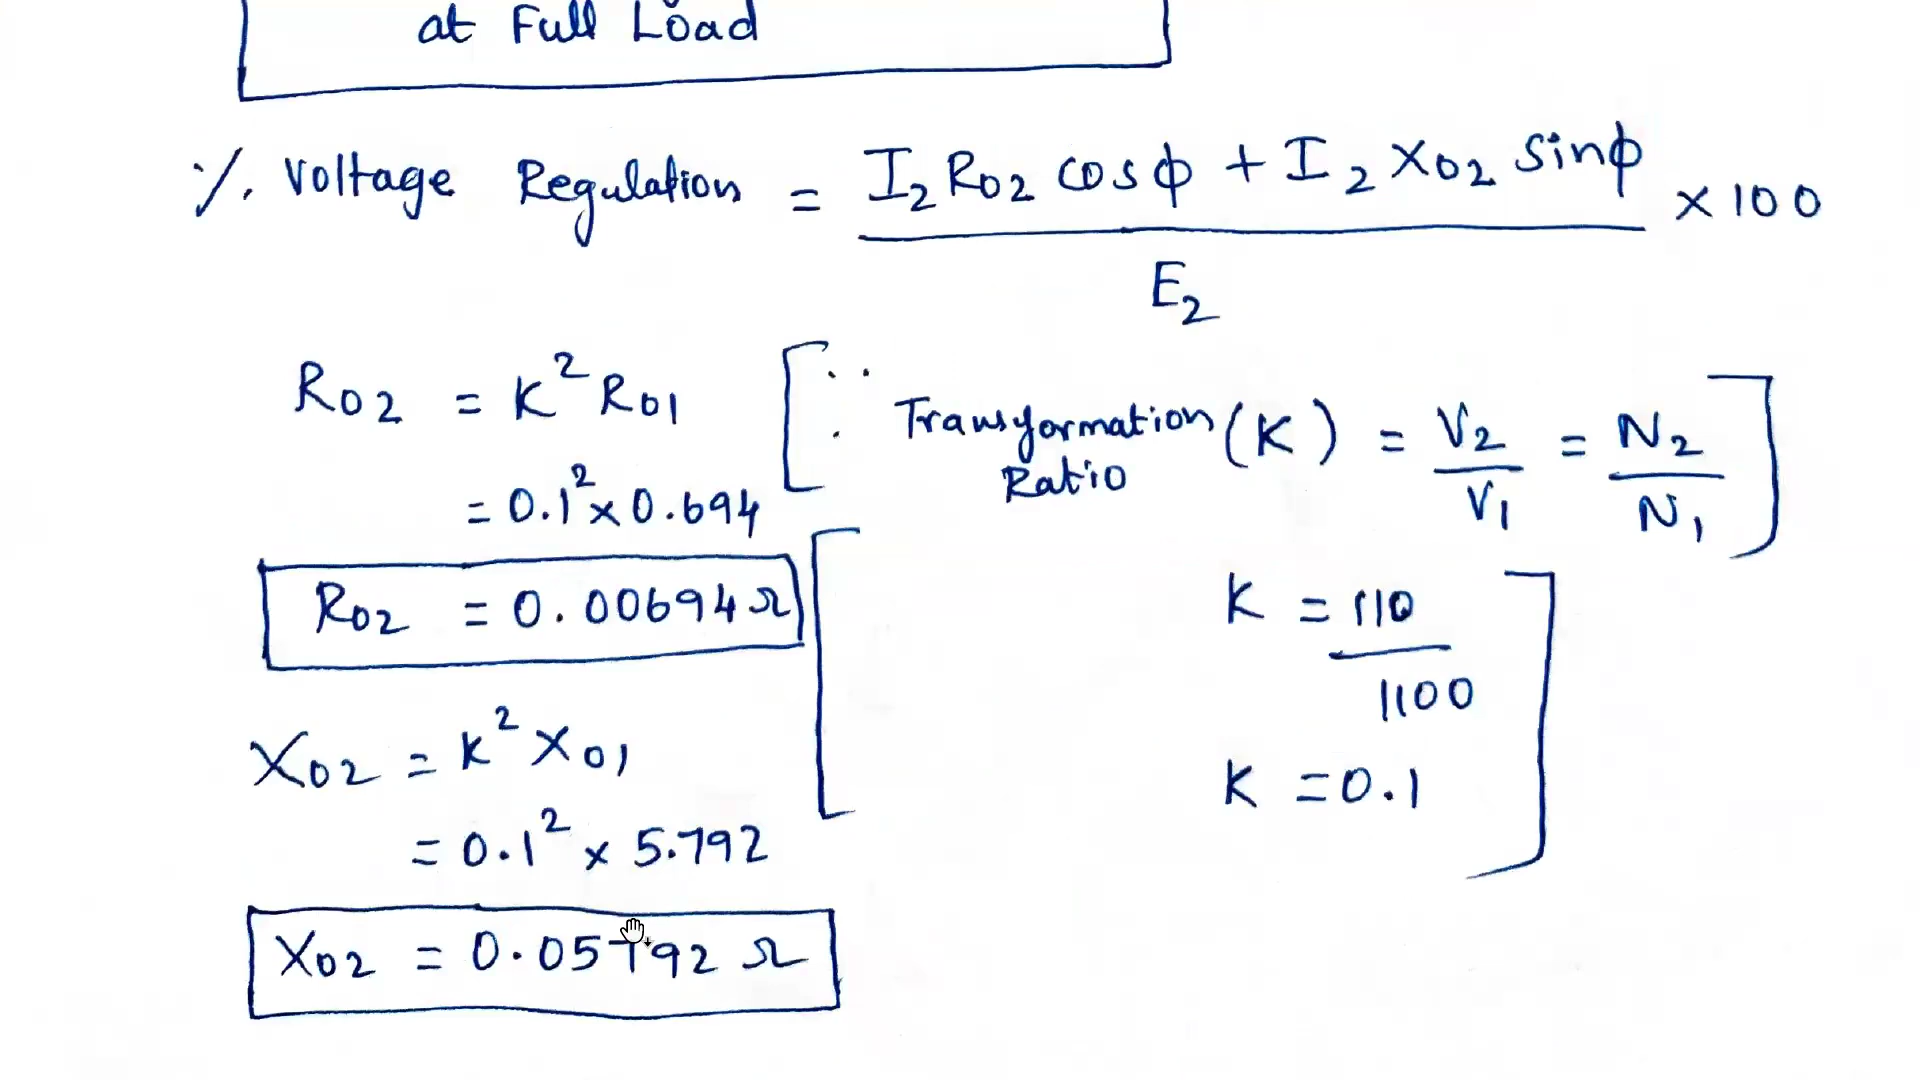 at Full Load
% Voltage Regulation = I₂ R₀₂ cosϕ + I₂ X₀₂ sinϕ × 100
E₂
R₀₂ = K² R₀₁
[∵ Transformation Ratio (K) = V₂/V₁ = N₂/N₁]
= 0.1² × 0.694
R₀₂ = 0.00694 Ω
[K = 110/1100
K = 0.1]
X₀₂ = K² X₀₁
= 0.1² × 5.792
X₀₂ = 0.05792 Ω